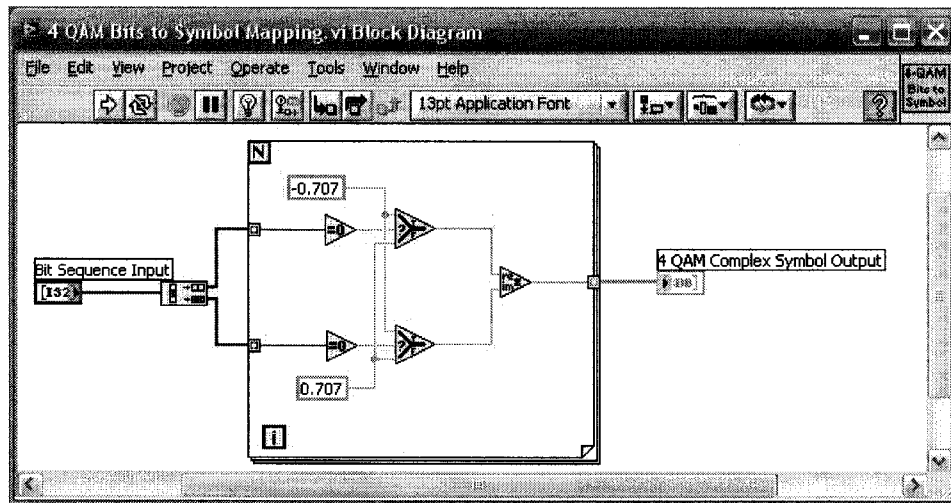 4 QAM Bits to Symbol Mapping.vi Block Diagram
File Edit View Project Operate Tools Window Help
4-QAM
Bits to
Symbol
13pt Application Font
N
-0.707
=0
?
Bit Sequence Input
[I32]
4 QAM Complex Symbol Output
re
im
=0
?
0.707
i